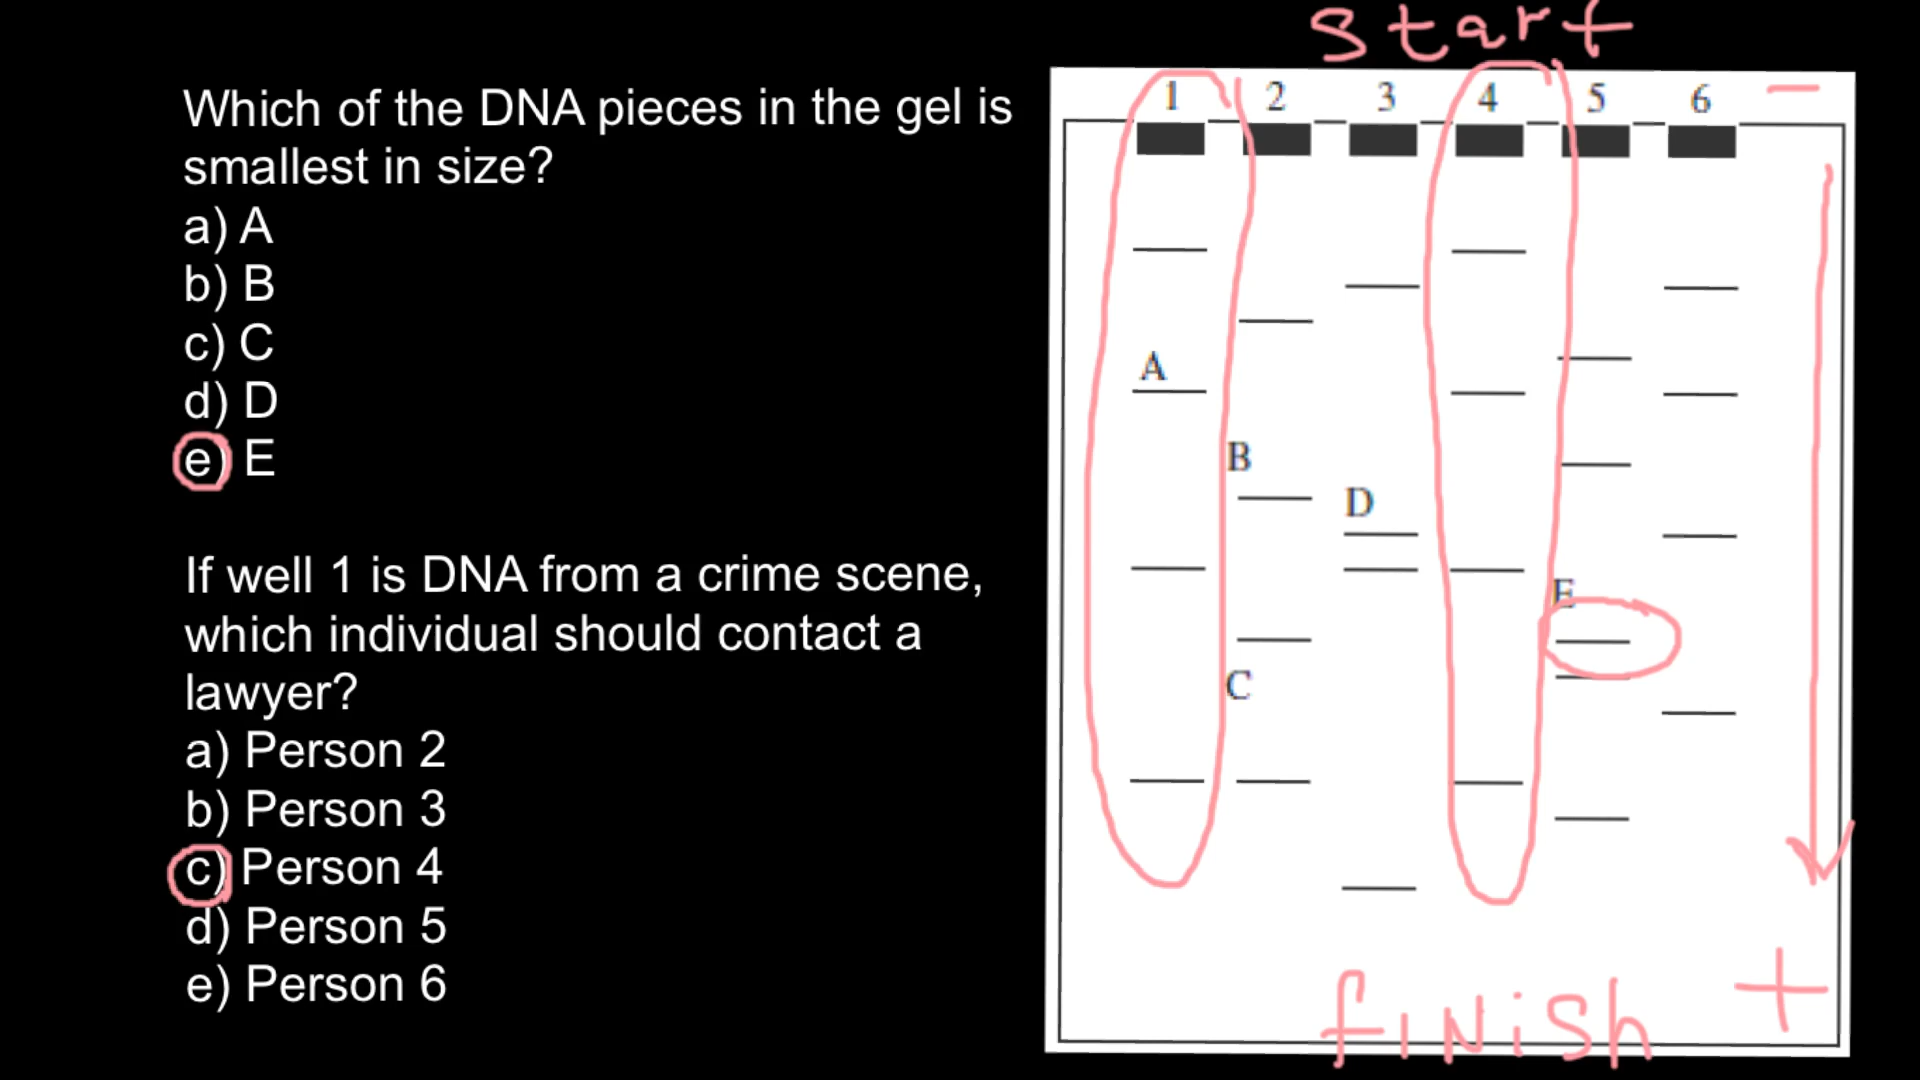 Which of the DNA pieces in the gel is
smallest in size?
a) A
b) B
c) C
d) D
e) E
If well 1 is DNA from a crime scene,
which individual should contact a
lawyer?
a) Person 2
b) Person 3
c) Person 4
d) Person 5
e) Person 6
start
1 2 3 4 5 6 −
A
B
D
E
C
+
finish